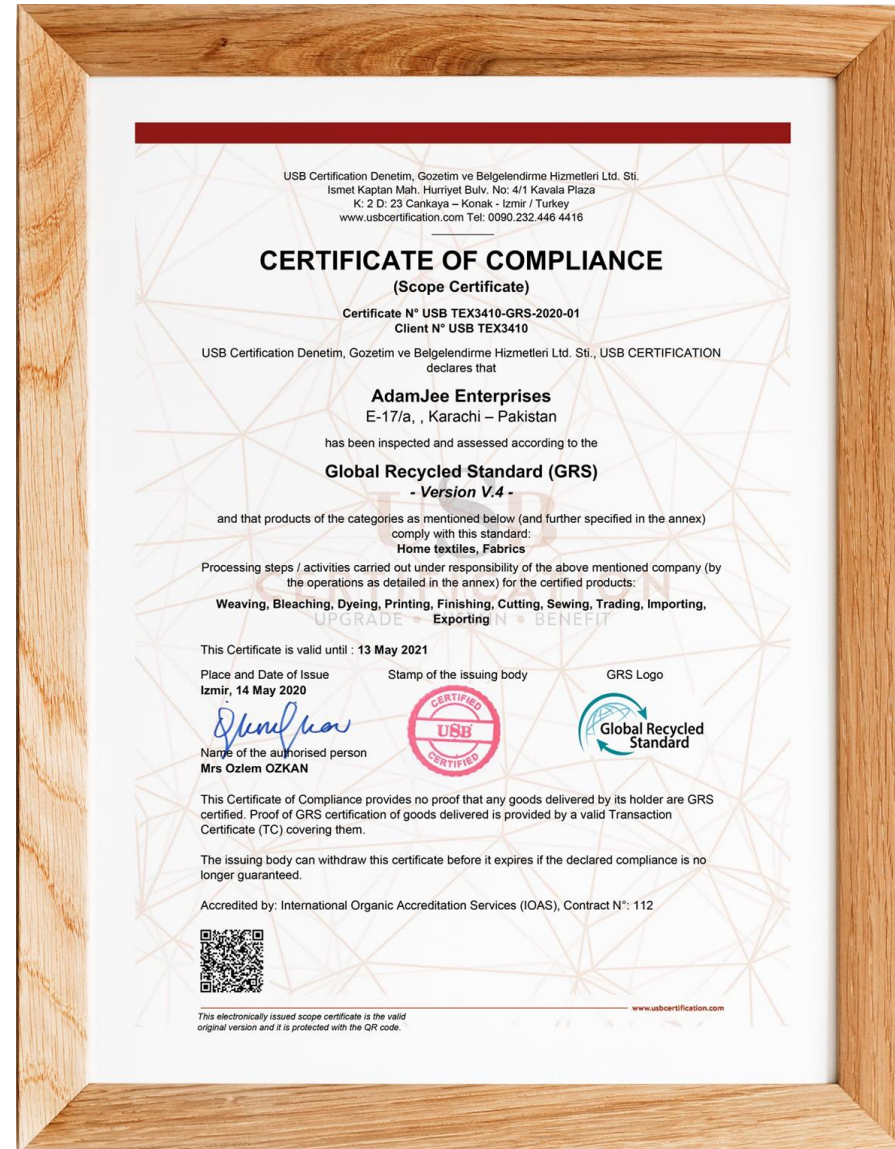 USB Certification Denetim, Gozetim ve Belgelendirme Hizmetleri Ltd. Sti.
Ismet Kaptan Mah. Hurriyet Bulv. No: 4/1 Kavala Plaza
K: 2 D: 23 Cankaya – Konak - Izmir / Turkey
www.usbcertification.com Tel: 0090.232.446 4416
CERTIFICATE OF COMPLIANCE
(Scope Certificate)
Certificate N° USB TEX3410-GRS-2020-01
Client N° USB TEX3410
USB Certification Denetim, Gozetim ve Belgelendirme Hizmetleri Ltd. Sti., USB CERTIFICATION
declares that
AdamJee Enterprises
E-17/a, , Karachi – Pakistan
has been inspected and assessed according to the
Global Recycled Standard (GRS)
- Version V.4 -
USB
and that products of the categories as mentioned below (and further specified in the annex)
comply with this standard:
Home textiles, Fabrics
Processing steps / activities carried out under responsibility of the above mentioned company (by
the operations as detailed in the annex) for the certified products:
CERTIFICATION
Weaving, Bleaching, Dyeing, Printing, Finishing, Cutting, Sewing, Trading, Importing,
Exporting
UPGRADE • SUSTAIN • BENEFIT
This Certificate is valid until : 13 May 2021
Place and Date of Issue
Izmir, 14 May 2020
Name of the authorised person
Mrs Ozlem OZKAN
Stamp of the issuing body
CERTIFIED
USB
CERTIFIED
GRS Logo
Global Recycled
Standard
This Certificate of Compliance provides no proof that any goods delivered by its holder are GRS
certified. Proof of GRS certification of goods delivered is provided by a valid Transaction
Certificate (TC) covering them.
The issuing body can withdraw this certificate before it expires if the declared compliance is no
longer guaranteed.
Accredited by: International Organic Accreditation Services (IOAS), Contract N°: 112
This electronically issued scope certificate is the valid
original version and it is protected with the QR code.
www.usbcertification.com